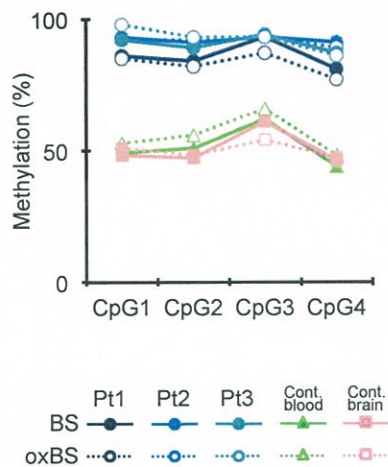 100
Methylation (%)
50
0
CpG1 CpG2 CpG3 CpG4
Pt1 Pt2 Pt3 Cont. blood Cont. brain
BS
oxBS